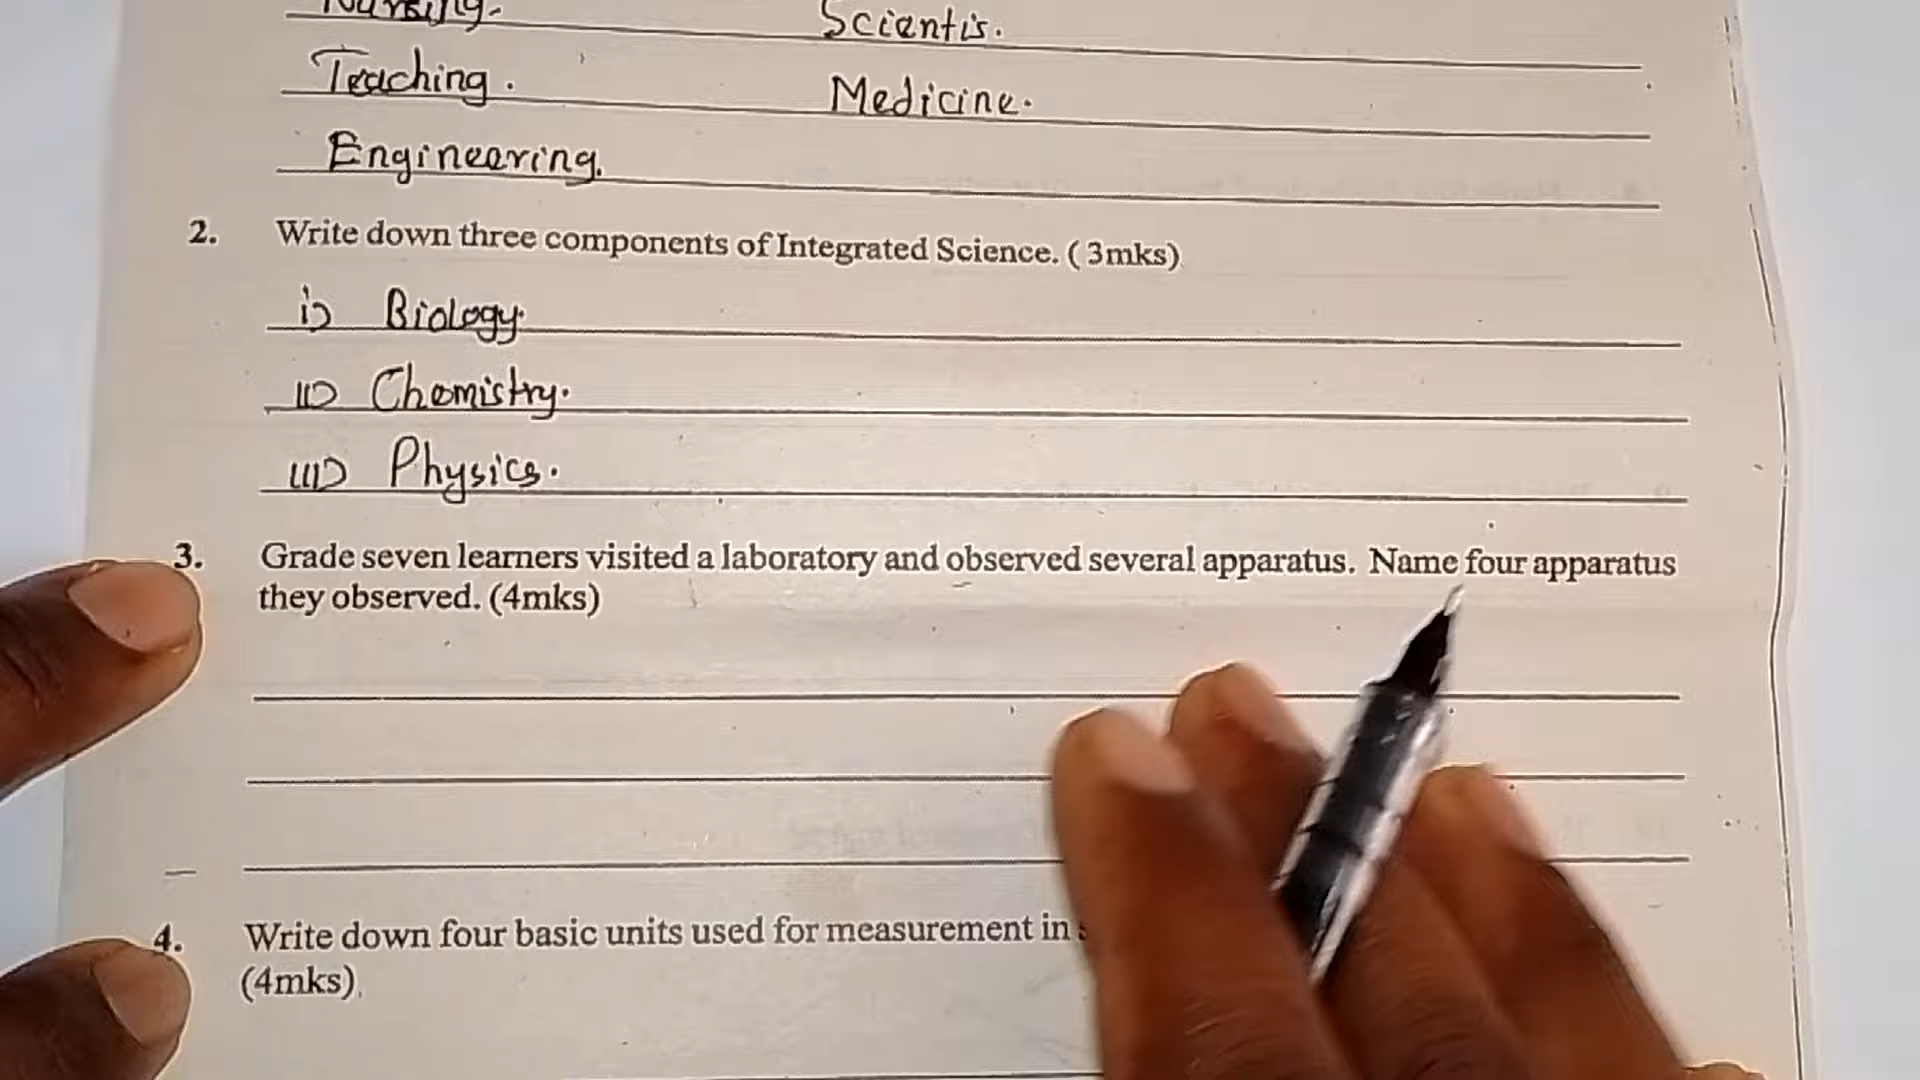 Nursing. Scientis.
Teaching. Medicine.
Engineering.
2. Write down three components of Integrated Science. ( 3mks)
i) Biology.
ii) Chemistry.
iii) Physics.
3. Grade seven learners visited a laboratory and observed several apparatus. Name four apparatus
they observed. (4mks)
4. Write down four basic units used for measurement in
(4mks).